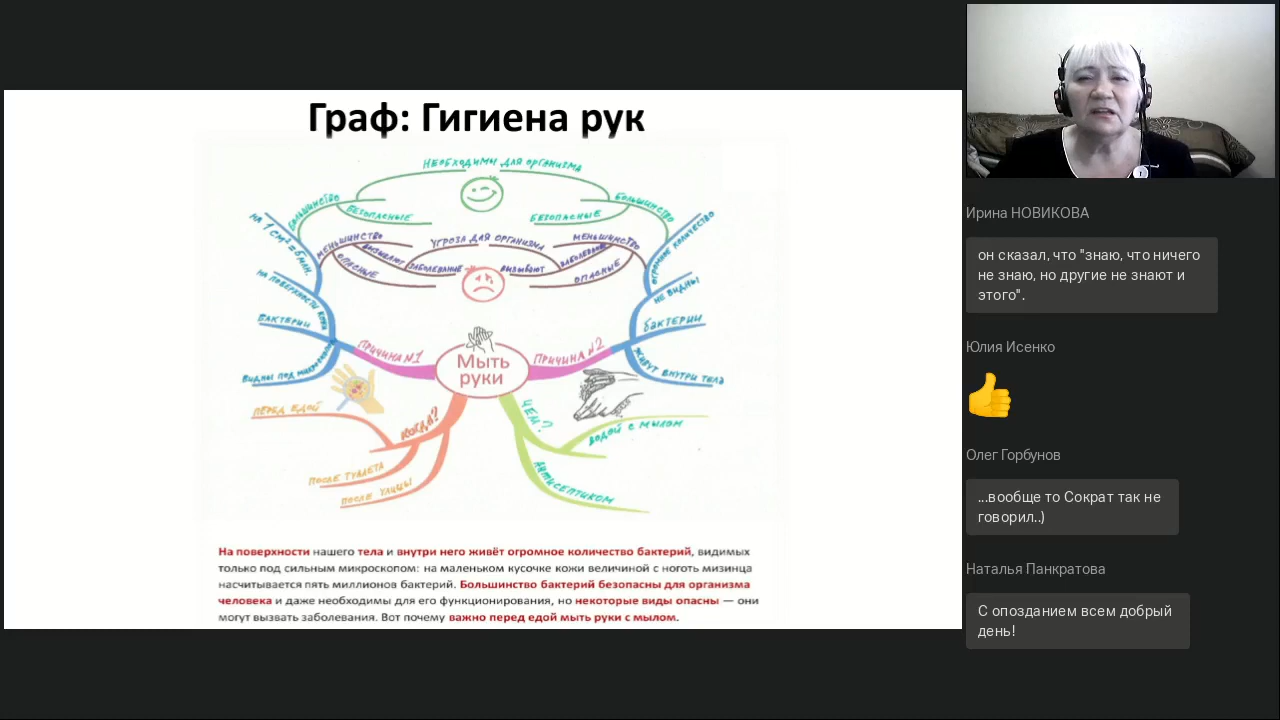 Граф: Гигиена рук
НЕОБХОДИМЫ ДЛЯ ОРГАНИЗМА
БОЛЬШИНСТВО
БЕЗОПАСНЫЕ
БЕЗОПАСНЫЕ
БОЛЬШИНСТВО
МЕНЬШИНСТВО
ВЫЗЫВАЮТ
УГРОЗА ДЛЯ ОРГАНИЗМА
МЕНЬШИНСТВО
ОПАСНЫЕ
ЗАБОЛЕВАНИЕ
ВЫЗЫВАЮТ
ЗАБОЛЕВАНИЕ
ОПАСНЫЕ
НА 1 СМ²
ОГРОМНОЕ КОЛИЧЕСТВО
НА ПОВЕРХНОСТИ КОЖИ
НЕ ВИДНЫ
БАКТЕРИИ
БАКТЕРИИ
ВИДНЫ ПОД МИКРОСКОПОМ
ЖИВУТ ВНУТРИ ТЕЛА
ПРИЧИНА №1
ПРИЧИНА №2
Мыть
руки
КОГДА?
ПЕРЕД ЕДОЙ
ПОСЛЕ ТУАЛЕТА
ПОСЛЕ УЛИЦЫ
ЧЕМ?
ВОДОЙ С МЫЛОМ
АНТИСЕПТИКОМ
На поверхности нашего тела и внутри него живёт огромное количество бактерий, видимых
только под сильным микроскопом: на маленьком кусочке кожи величиной с ноготь мизинца
насчитывается пять миллионов бактерий. Большинство бактерий безопасны для организма
человека и даже необходимы для его функционирования, но некоторые виды опасны — они
могут вызвать заболевания. Вот почему важно перед едой мыть руки с мылом.
Ирина НОВИКОВА
он сказал, что "знаю, что ничего
не знаю, но другие не знают и
этого".
Юлия Исенко
Олег Горбунов
...вообще то Сократ так не
говорил..)
Наталья Панкратова
С опозданием всем добрый
день!